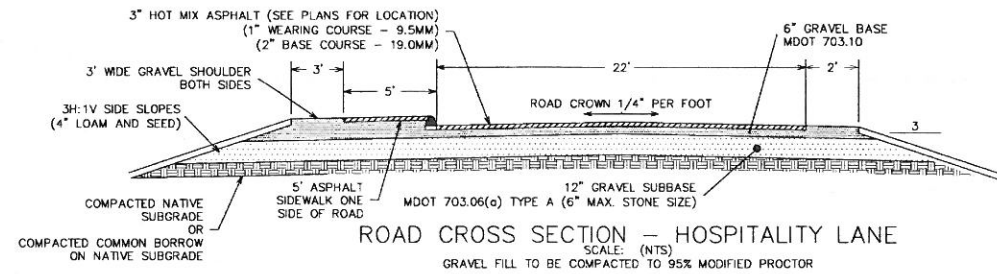 3" HOT MIX ASPHALT (SEE PLANS FOR LOCATION)
(1" WEARING COURSE - 9.5MM)
(2" BASE COURSE - 19.0MM)
6" GRAVEL BASE
MDOT 703.10
3' WIDE GRAVEL SHOULDER
BOTH SIDES
3'
22'
2'
5'
3H:1V SIDE SLOPES
(4" LOAM AND SEED)
ROAD CROWN 1/4" PER FOOT
3
COMPACTED NATIVE
SUBGRADE
OR
COMPACTED COMMON BORROW
ON NATIVE SUBGRADE
5' ASPHALT
SIDEWALK ONE
SIDE OF ROAD
12" GRAVEL SUBBASE
MDOT 703.06(a) TYPE A (6" MAX. STONE SIZE)
ROAD CROSS SECTION - HOSPITALITY LANE
SCALE: (NTS)
GRAVEL FILL TO BE COMPACTED TO 95% MODIFIED PROCTOR